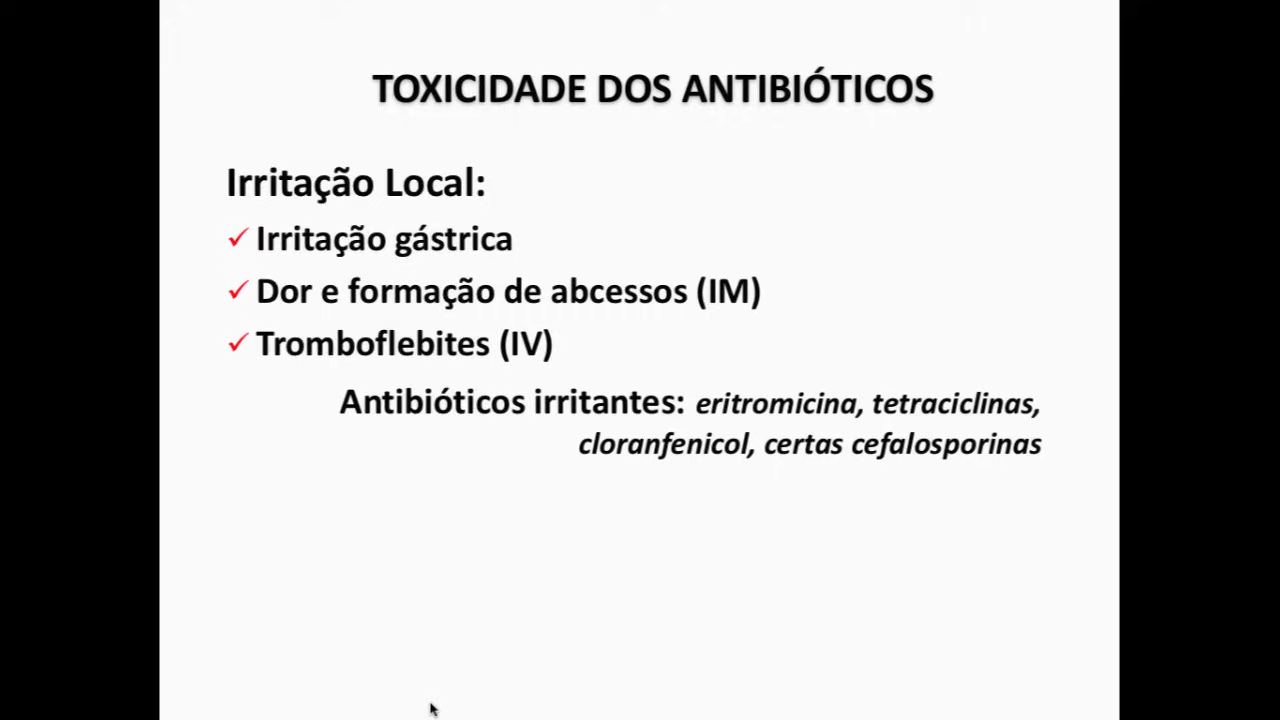 TOXICIDADE DOS ANTIBIÓTICOS
Irritação Local:
✓ Irritação gástrica
✓ Dor e formação de abcessos (IM)
✓ Tromboflebites (IV)
Antibióticos irritantes: eritromicina, tetraciclinas,
cloranfenicol, certas cefalosporinas